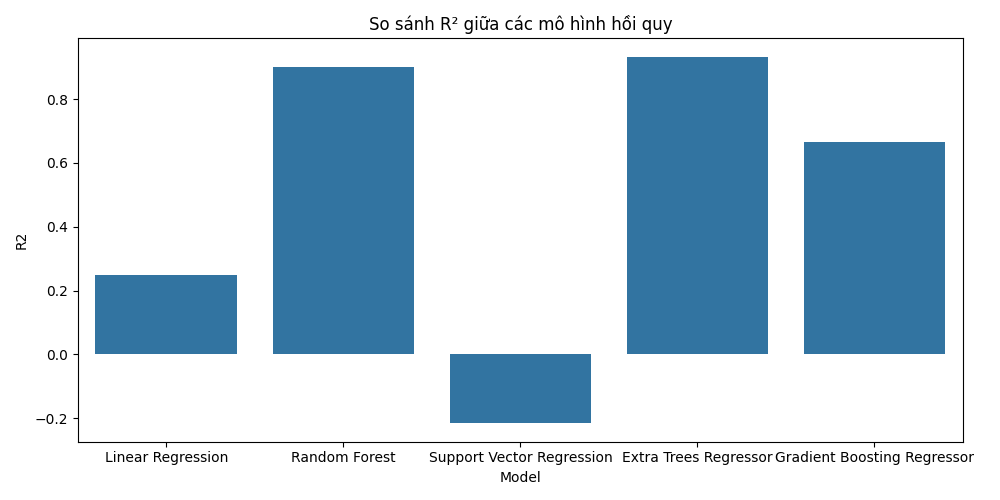 So sánh R² giữa các mô hình hồi quy
R2
0.8
0.6
0.4
0.2
0.0
−0.2
Linear Regression
Random Forest
Support Vector Regression
Extra Trees Regressor
Gradient Boosting Regressor
Model